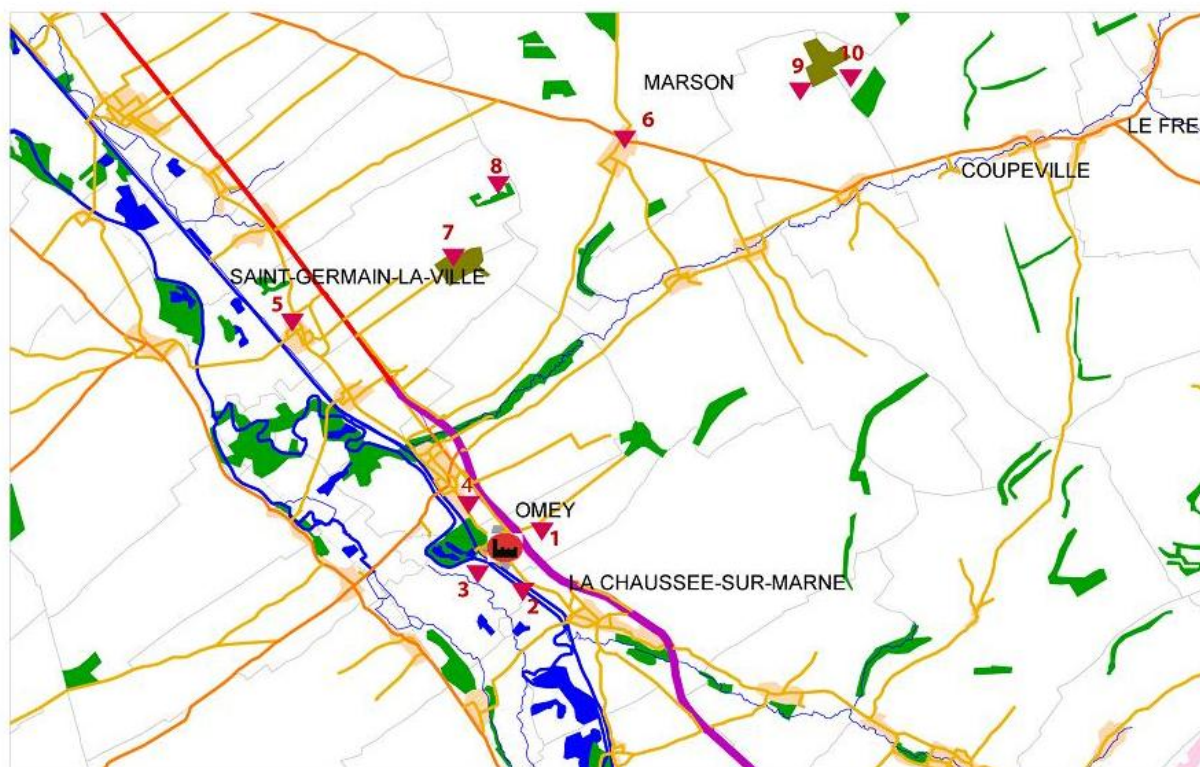 10
9
MARSON
6
LE FRE
8
COUPEVILLE
7
SAINT-GERMAIN-LA-VILLE
5
4
OMEY
1
3
LA CHAUSSEE-SUR-MARNE
2